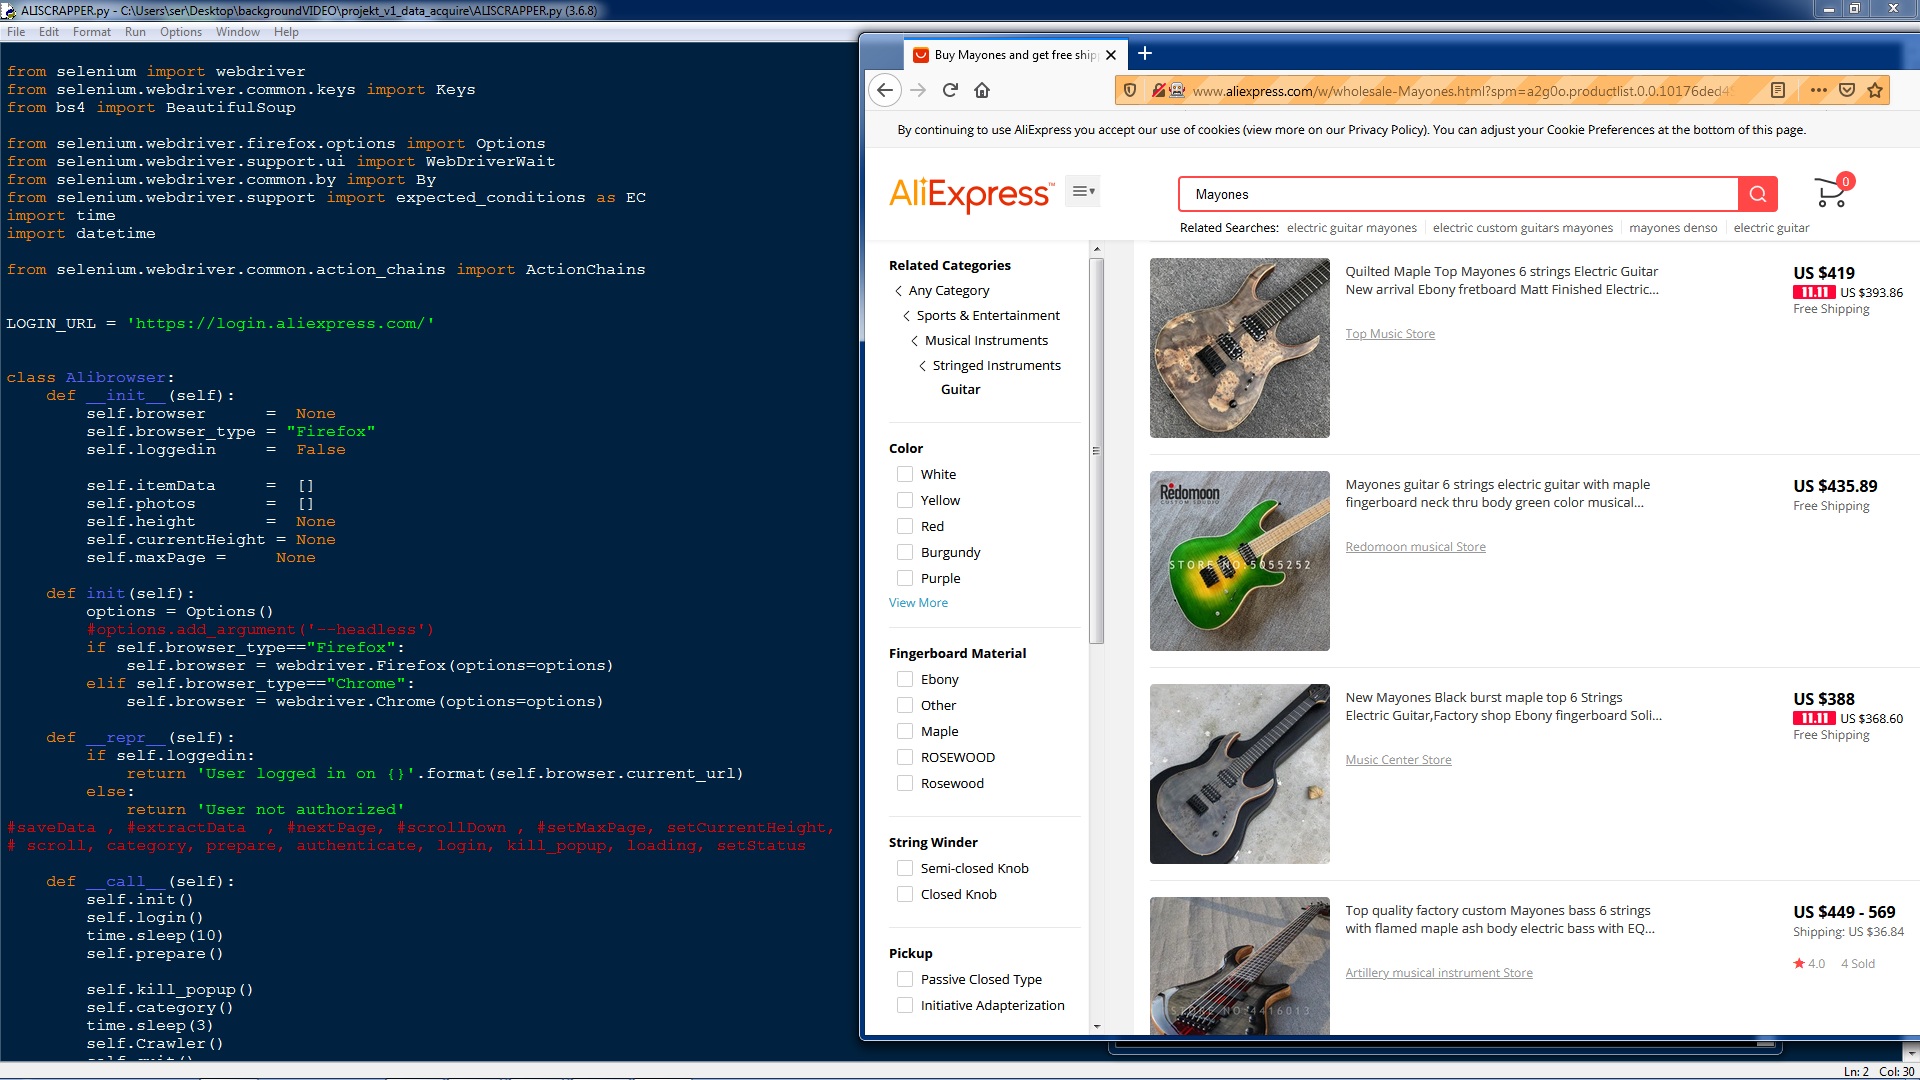 ALISCRAPPER.py - C:\Users\ser\Desktop\backgroundVIDEO\projekt_v1_data_acquire\ALISCRAPPER.py (3.6.8)
File Edit Format Run Options Window Help
from selenium import webdriver
from selenium.webdriver.common.keys import Keys
from bs4 import BeautifulSoup
from selenium.webdriver.firefox.options import Options
from selenium.webdriver.support.ui import WebDriverWait
from selenium.webdriver.common.by import By
from selenium.webdriver.support import expected_conditions as EC
import time
import datetime
from selenium.webdriver.common.action_chains import ActionChains
LOGIN_URL = 'https://login.aliexpress.com/'
class Alibrowser:
    def __init__(self):
        self.browser      =  None
        self.browser_type = "Firefox"
        self.loggedin     =  False
        self.itemData     =  []
        self.photos       =  []
        self.height       =  None
        self.currentHeight = None
        self.maxPage =     None
    def init(self):
        options = Options()
        #options.add_argument('--headless')
        if self.browser_type=="Firefox":
            self.browser = webdriver.Firefox(options=options)
        elif self.browser_type=="Chrome":
            self.browser = webdriver.Chrome(options=options)
    def __repr__(self):
        if self.loggedin:
            return 'User logged in on {}'.format(self.browser.current_url)
        else:
            return 'User not authorized'
#saveData , #extractData  , #nextPage, #scrollDown , #setMaxPage, setCurrentHeight,
# scroll, category, prepare, authenticate, login, kill_popup, loading, setStatus
    def __call__(self):
        self.init()
        self.login()
        time.sleep(10)
        self.prepare()
        self.kill_popup()
        self.category()
        time.sleep(3)
        self.Crawler()
Buy Mayones and get free ship
www.aliexpress.com/w/wholesale-Mayones.html?spm=a2g0o.productlist.0.0.10176ded4
By continuing to use AliExpress you accept our use of cookies (view more on our Privacy Policy). You can adjust your Cookie Preferences at the bottom of this page.
AliExpress™
Mayones
0
Related Searches: electric guitar mayones electric custom guitars mayones mayones denso electric guitar
Related Categories
< Any Category
< Sports & Entertainment
< Musical Instruments
< Stringed Instruments
Guitar
Color
White
Yellow
Red
Burgundy
Purple
View More
Fingerboard Material
Ebony
Other
Maple
ROSEWOOD
Rosewood
String Winder
Semi-closed Knob
Closed Knob
Pickup
Passive Closed Type
Initiative Adapterization
Quilted Maple Top Mayones 6 strings Electric Guitar
New arrival Ebony fretboard Matt Finished Electric...
Top Music Store
US $419
11.11 US $393.86
Free Shipping
Redomoon
CUSTOM STUDIO
STORE NO:5055252
Mayones guitar 6 strings electric guitar with maple
fingerboard neck thru body green color musical...
Redomoon musical Store
US $435.89
Free Shipping
New Mayones Black burst maple top 6 Strings
Electric Guitar,Factory shop Ebony fingerboard Soli...
Music Center Store
US $388
11.11 US $368.60
Free Shipping
STORE NO:4416013
Top quality factory custom Mayones bass 6 strings
with flamed maple ash body electric bass with EQ...
Artillery musical instrument Store
US $449 - 569
Shipping: US $36.84
4.0 4 Sold
Ln: 2 Col: 30